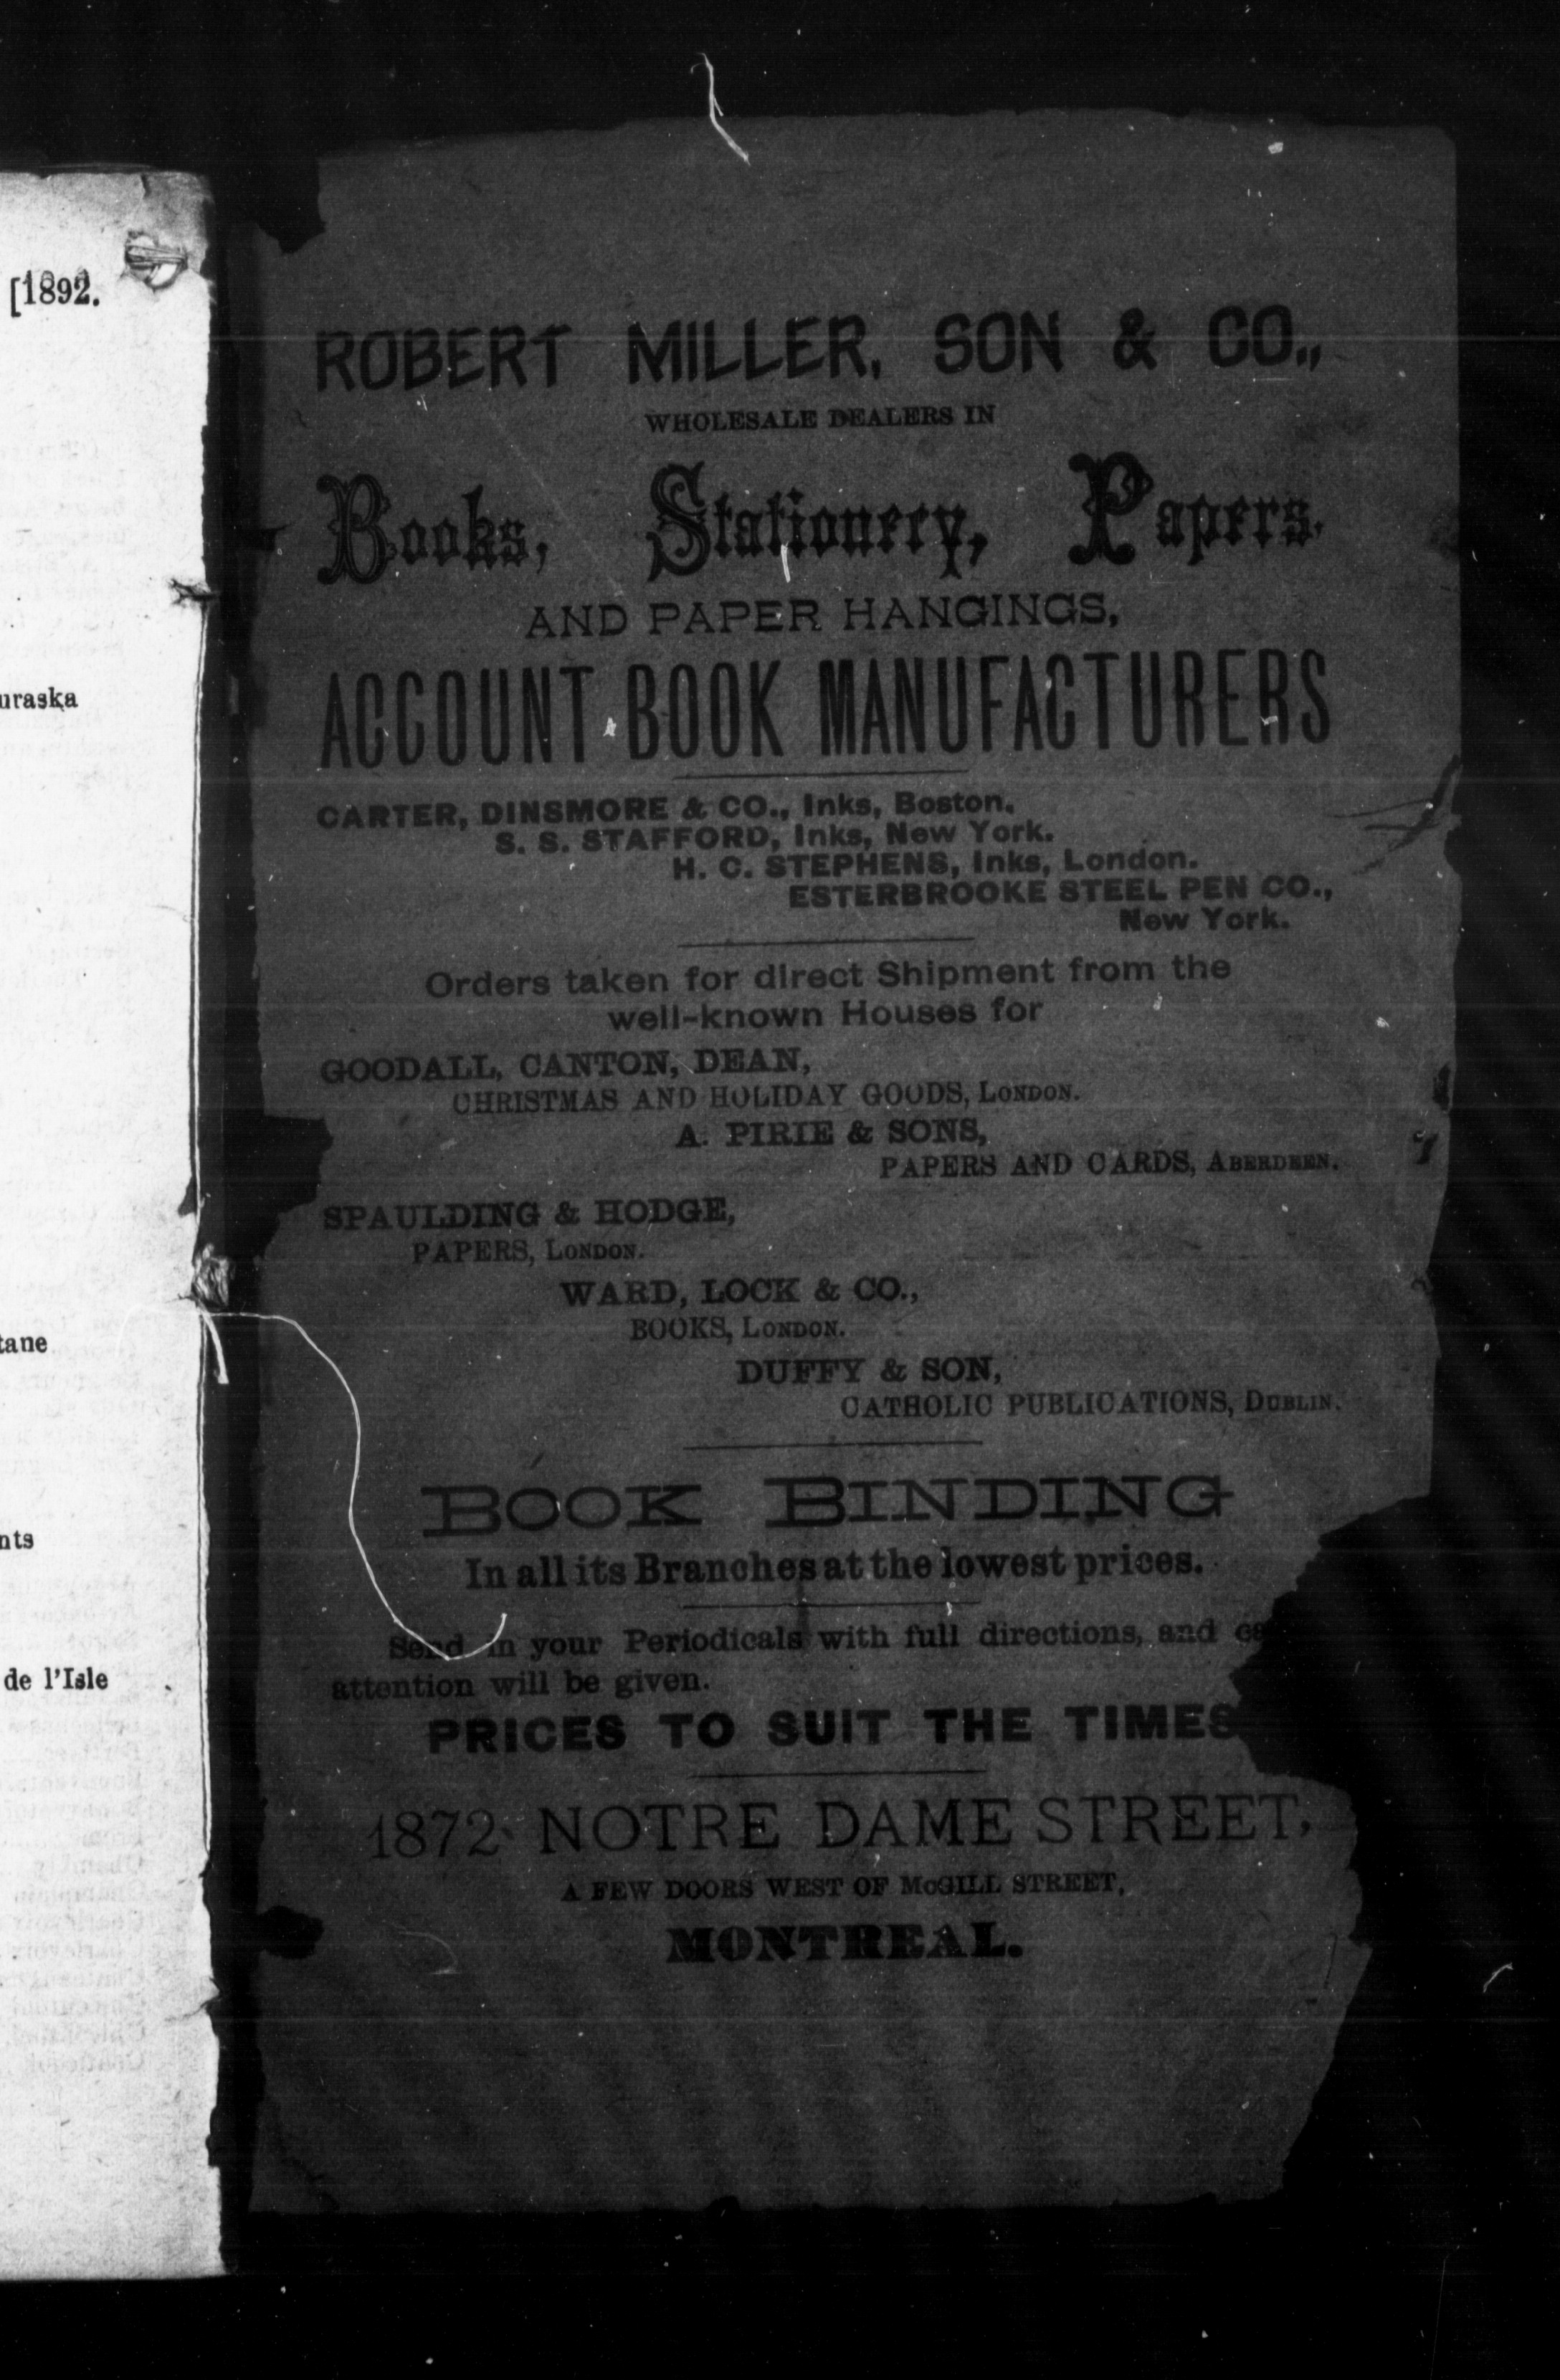 [1892.
uraska
tane
nts
de l'Isle
ROBERT MILLER, SON & CO.,
WHOLESALE DEALERS IN
Books, Stationery, Papers,
AND PAPER HANGINGS,
ACCOUNT BOOK MANUFACTURERS
CARTER, DINSMORE & CO., Inks, Boston.
S. S. STAFFORD, Inks, New York.
H. C. STEPHENS, Inks, London.
ESTERBROOKE STEEL PEN CO.,
New York.
Orders taken for direct Shipment from the
well-known Houses for
GOODALL, CANTON, DEAN,
CHRISTMAS AND HOLIDAY GOODS, LONDON.
A. PIRIE & SONS,
PAPERS AND CARDS, ABERDEEN.
SPAULDING & HODGE,
PAPERS, LONDON.
WARD, LOCK & CO.,
BOOKS, LONDON.
DUFFY & SON,
CATHOLIC PUBLICATIONS, DUBLIN.
BOOK BINDING
In all its Branches at the lowest prices.
Send in your Periodicals with full directions, and
attention will be given.
PRICES TO SUIT THE TIMES
1872 NOTRE DAME STREET,
A FEW DOORS WEST OF McGILL STREET,
MONTREAL.